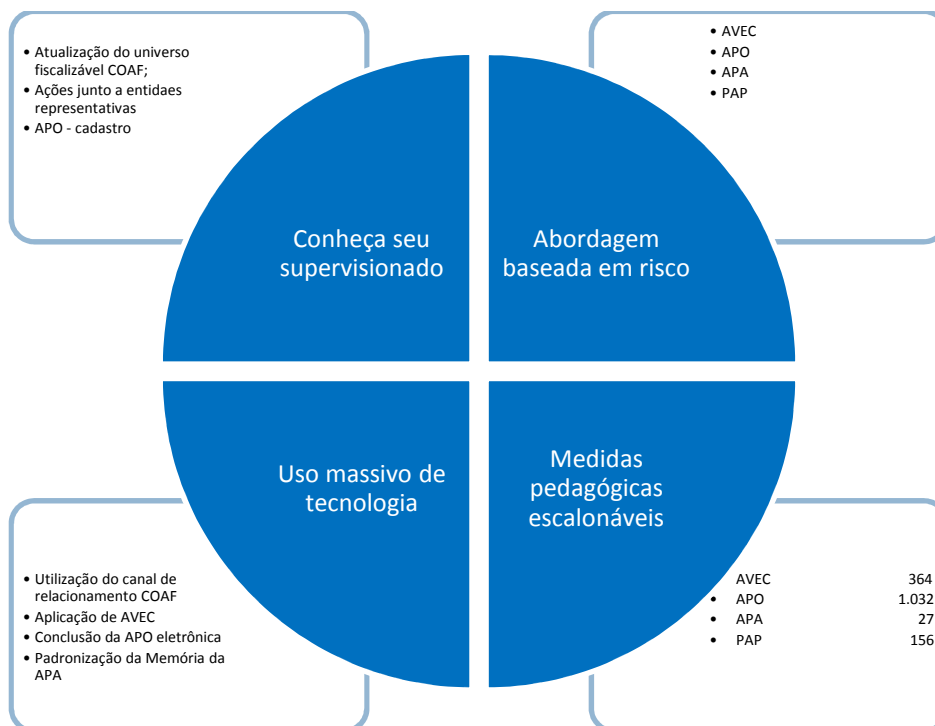 • Atualização do universo
fiscalizável COAF;
• Ações junto a entidaes
representativas
• APO - cadastro
• AVEC
• APO
• APA
• PAP
Conheça seu
supervisionado
Abordagem
baseada em risco
Uso massivo de
tecnologia
Medidas
pedagógicas
escalonáveis
• Utilização do canal de
relacionamento COAF
• Aplicação de AVEC
• Conclusão da APO eletrônica
• Padronização da Memória da
APA
AVEC 364
• APO 1.032
• APA 27
• PAP 156